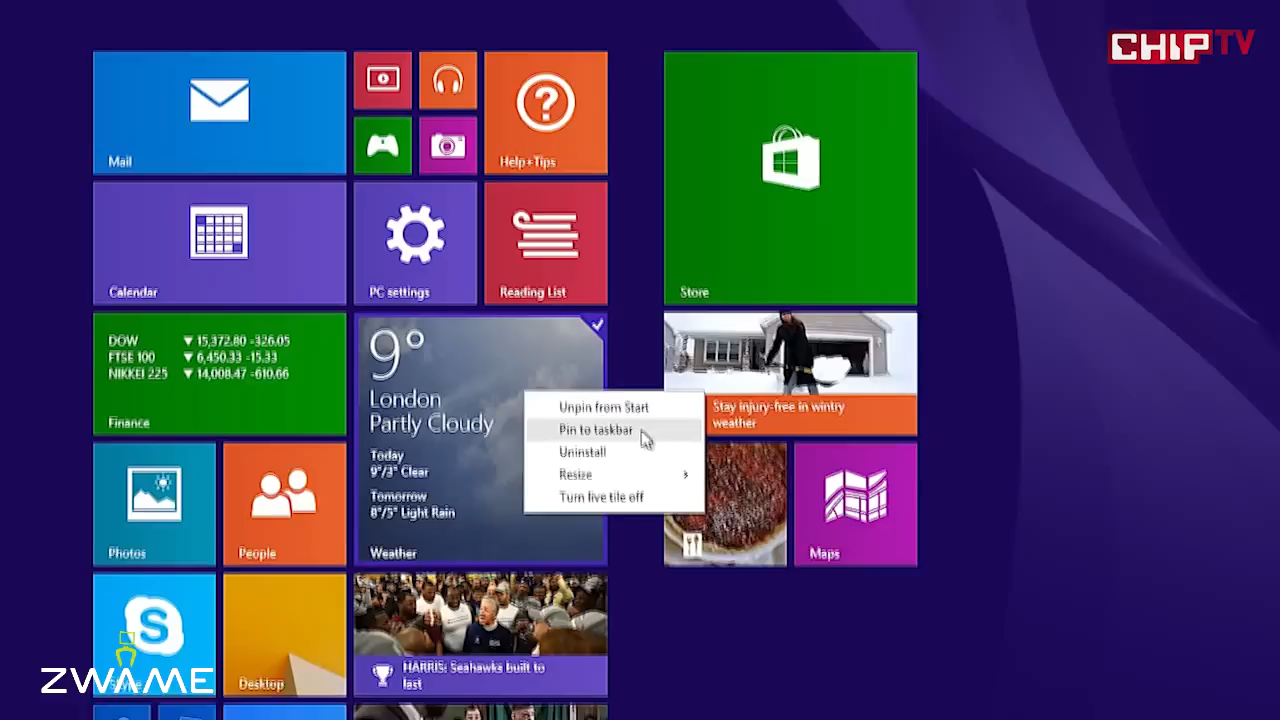 CHIP TV
Mail
Help+Tips
Calendar
PC settings
Reading List
Store
DOW ▼ 15,372.80 -326.05
FTSE 100 ▼ 6,450.33 -15.33
NIKKEI 225 ▼ 14,008.47 -610.66
Finance
9°
London
Partly Cloudy
Today
9°/3° Clear
Tomorrow
8°/5° Light Rain
Weather
Unpin from Start
Pin to taskbar
Uninstall
Resize
Turn live tile off
Stay injury-free in wintry
weather
Photos
People
Maps
Skype
Desktop
HARRIS: Seahawks built to
last
ZWAME